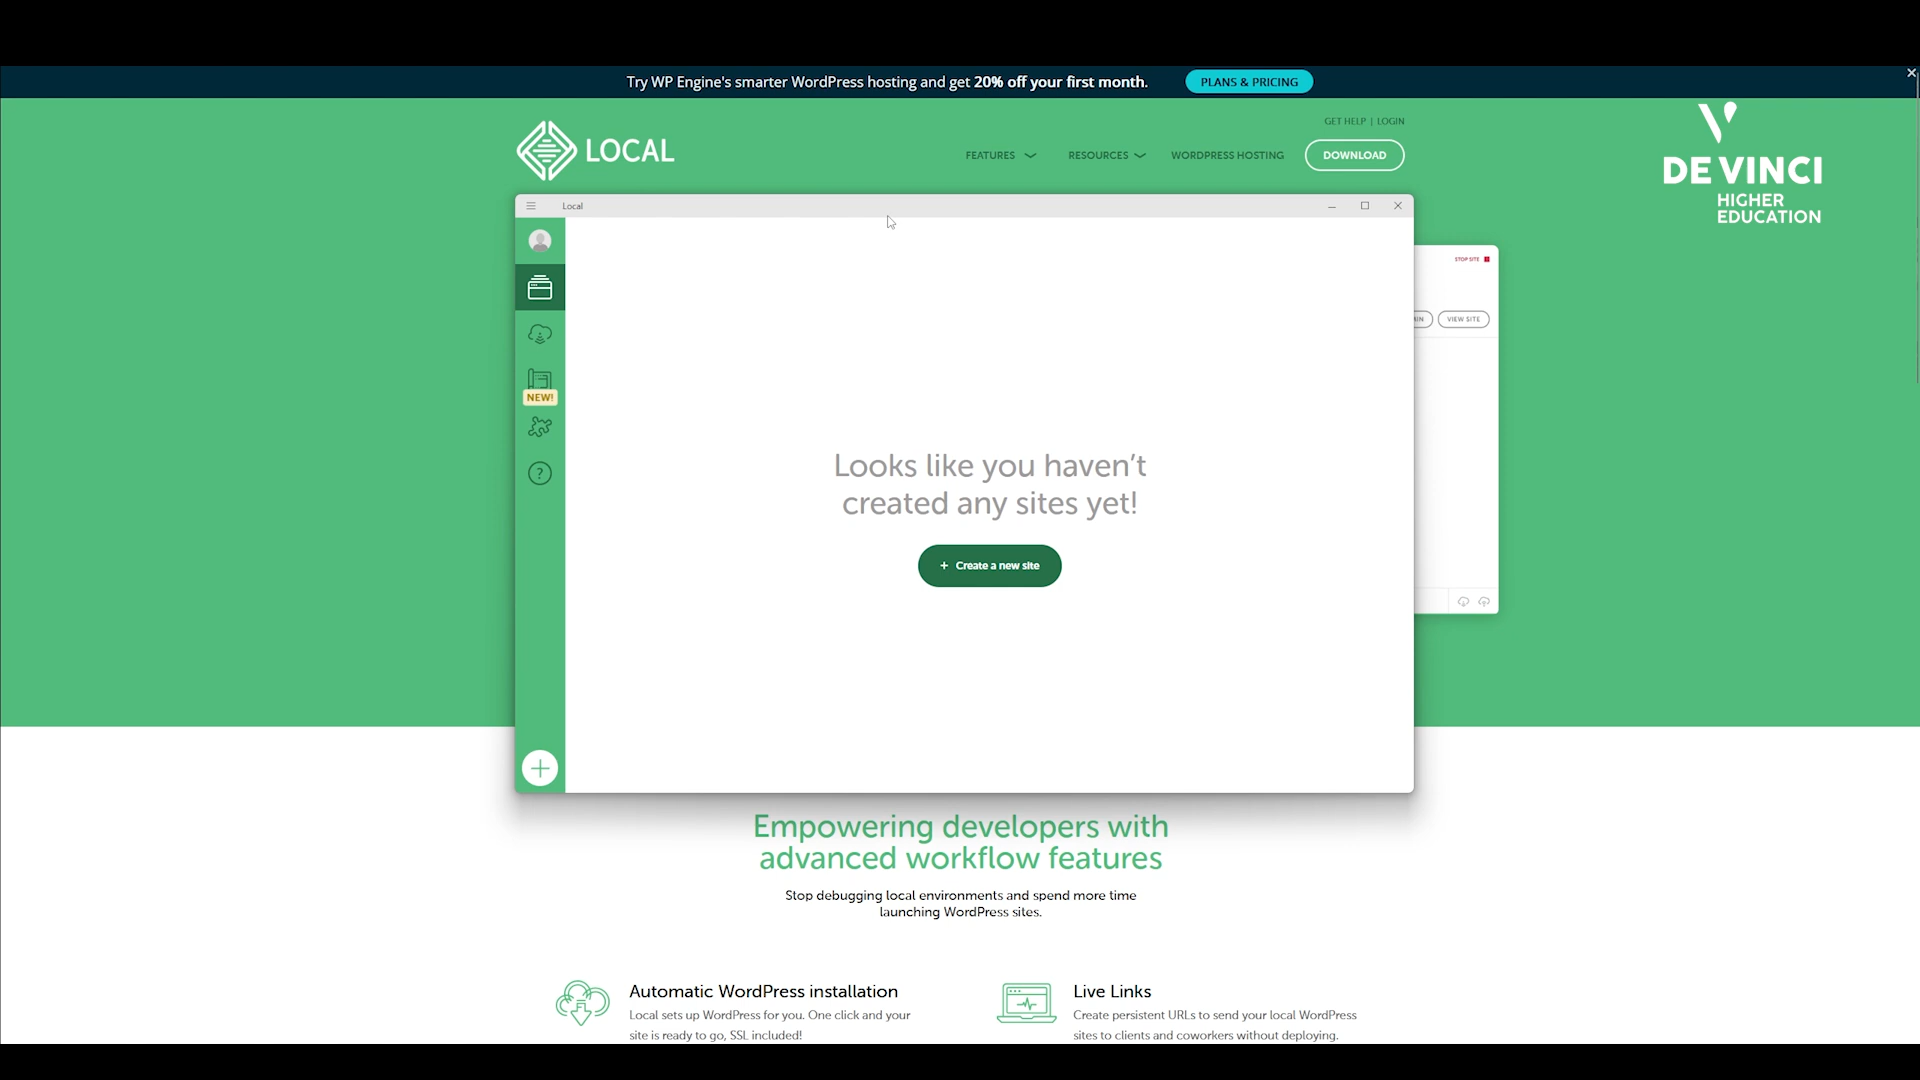 Try WP Engine's smarter WordPress hosting and get 20% off your first month.
PLANS & PRICING
GET HELP | LOGIN
LOCAL
FEATURES
RESOURCES
WORDPRESS HOSTING
DOWNLOAD
DE VINCI
HIGHER
EDUCATION
Local
STOP SITE
VIEW SITE
NEW!
?
Looks like you haven’t
created any sites yet!
+ Create a new site
Empowering developers with
advanced workflow features
Stop debugging local environments and spend more time
launching WordPress sites.
Automatic WordPress installation
Local sets up WordPress for you. One click and your
site is ready to go, SSL included!
Live Links
Create persistent URLs to send your local WordPress
sites to clients and coworkers without deploying.